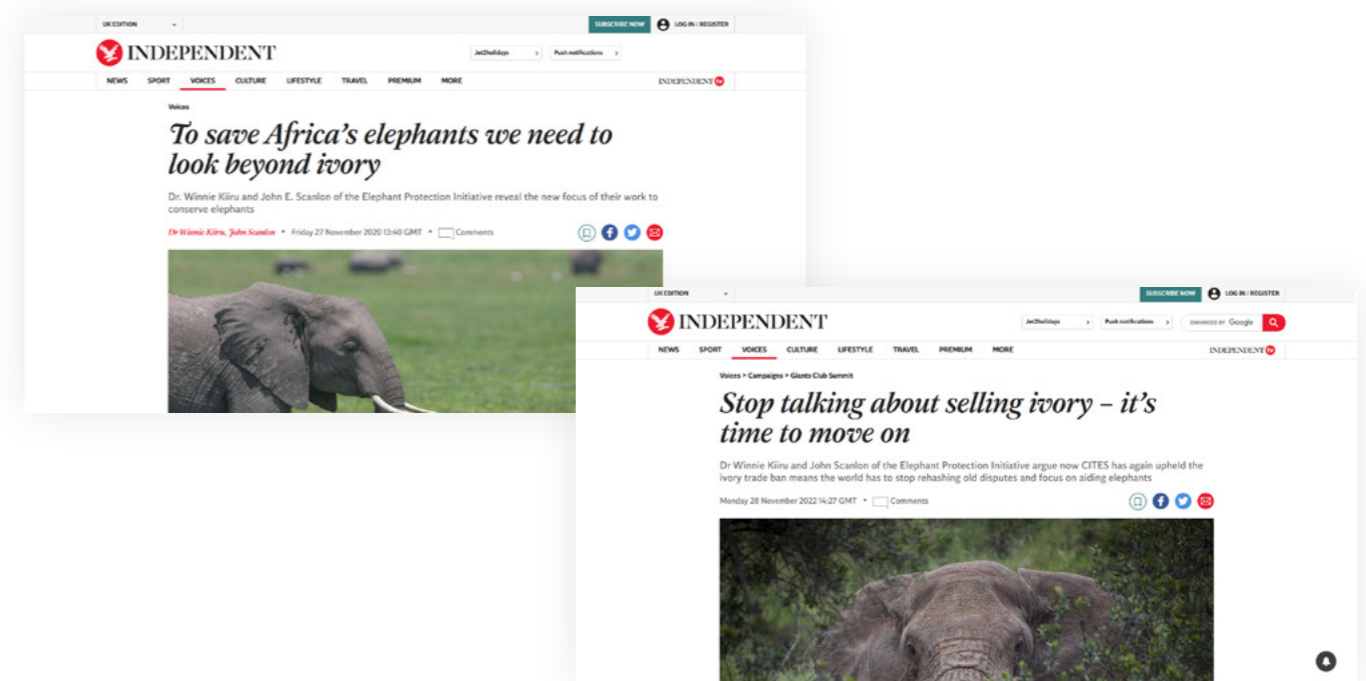 UK EDITION
SUBSCRIBE NOW
LOG IN / REGISTER
INDEPENDENT
Jet2holidays
Push notifications
NEWS SPORT VOICES CULTURE LIFESTYLE TRAVEL PREMIUM MORE
INDEPENDENT tv
Voices
To save Africa's elephants we need to
look beyond ivory
Dr. Winnie Kiiru and John E. Scanlon of the Elephant Protection Initiative reveal the new focus of their work to
conserve elephants
Dr Winnie Kiiru, John Scanlon • Friday 27 November 2020 13:40 GMT • Comments
UK EDITION
SUBSCRIBE NOW
LOG IN / REGISTER
INDEPENDENT
Jet2holidays
Push notifications
ENHANCED BY Google
NEWS SPORT VOICES CULTURE LIFESTYLE TRAVEL PREMIUM MORE
INDEPENDENT tv
Voices > Campaigns > Giants Club Summit
Stop talking about selling ivory – it's
time to move on
Dr Winnie Kiiru and John Scanlon of the Elephant Protection Initiative argue now CITES has again upheld the
ivory trade ban means the world has to stop rehashing old disputes and focus on aiding elephants
Monday 28 November 2022 14:27 GMT • Comments